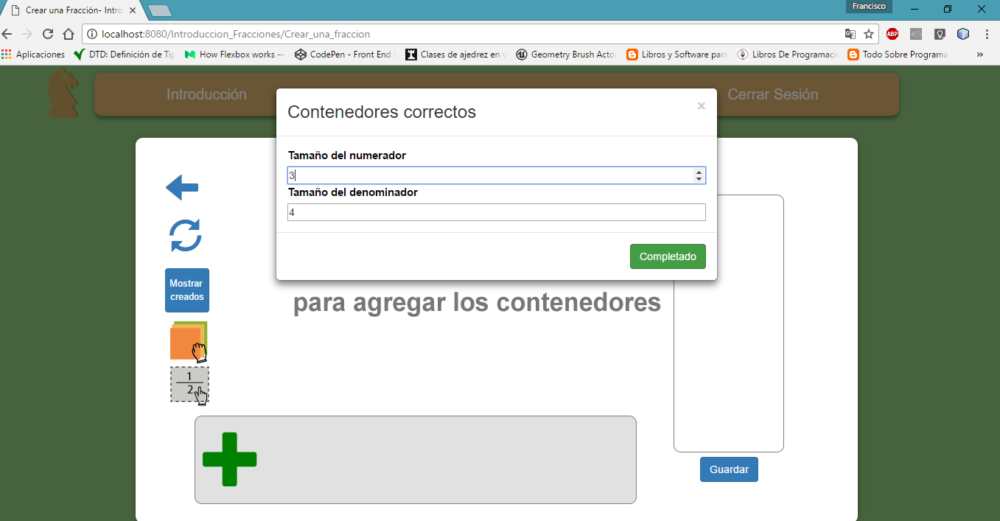 Francisco
Crear una Fracción- Intro
localhost:8080/Introduccion_Fracciones/Crear_una_fraccion
ABP
Aplicaciones DTD: Definición de Tip How Flexbox works — CodePen - Front End Clases de ajedrez en v Geometry Brush Actor Libros y Software para Libros De Programaci Todo Sobre Programa »
Introducción Cerrar Sesión
Contenedores correctos ×
Tamaño del numerador
3
Tamaño del denominador
4
Completado
Mostrar
creados
para agregar los contenedores
1
2
Guardar